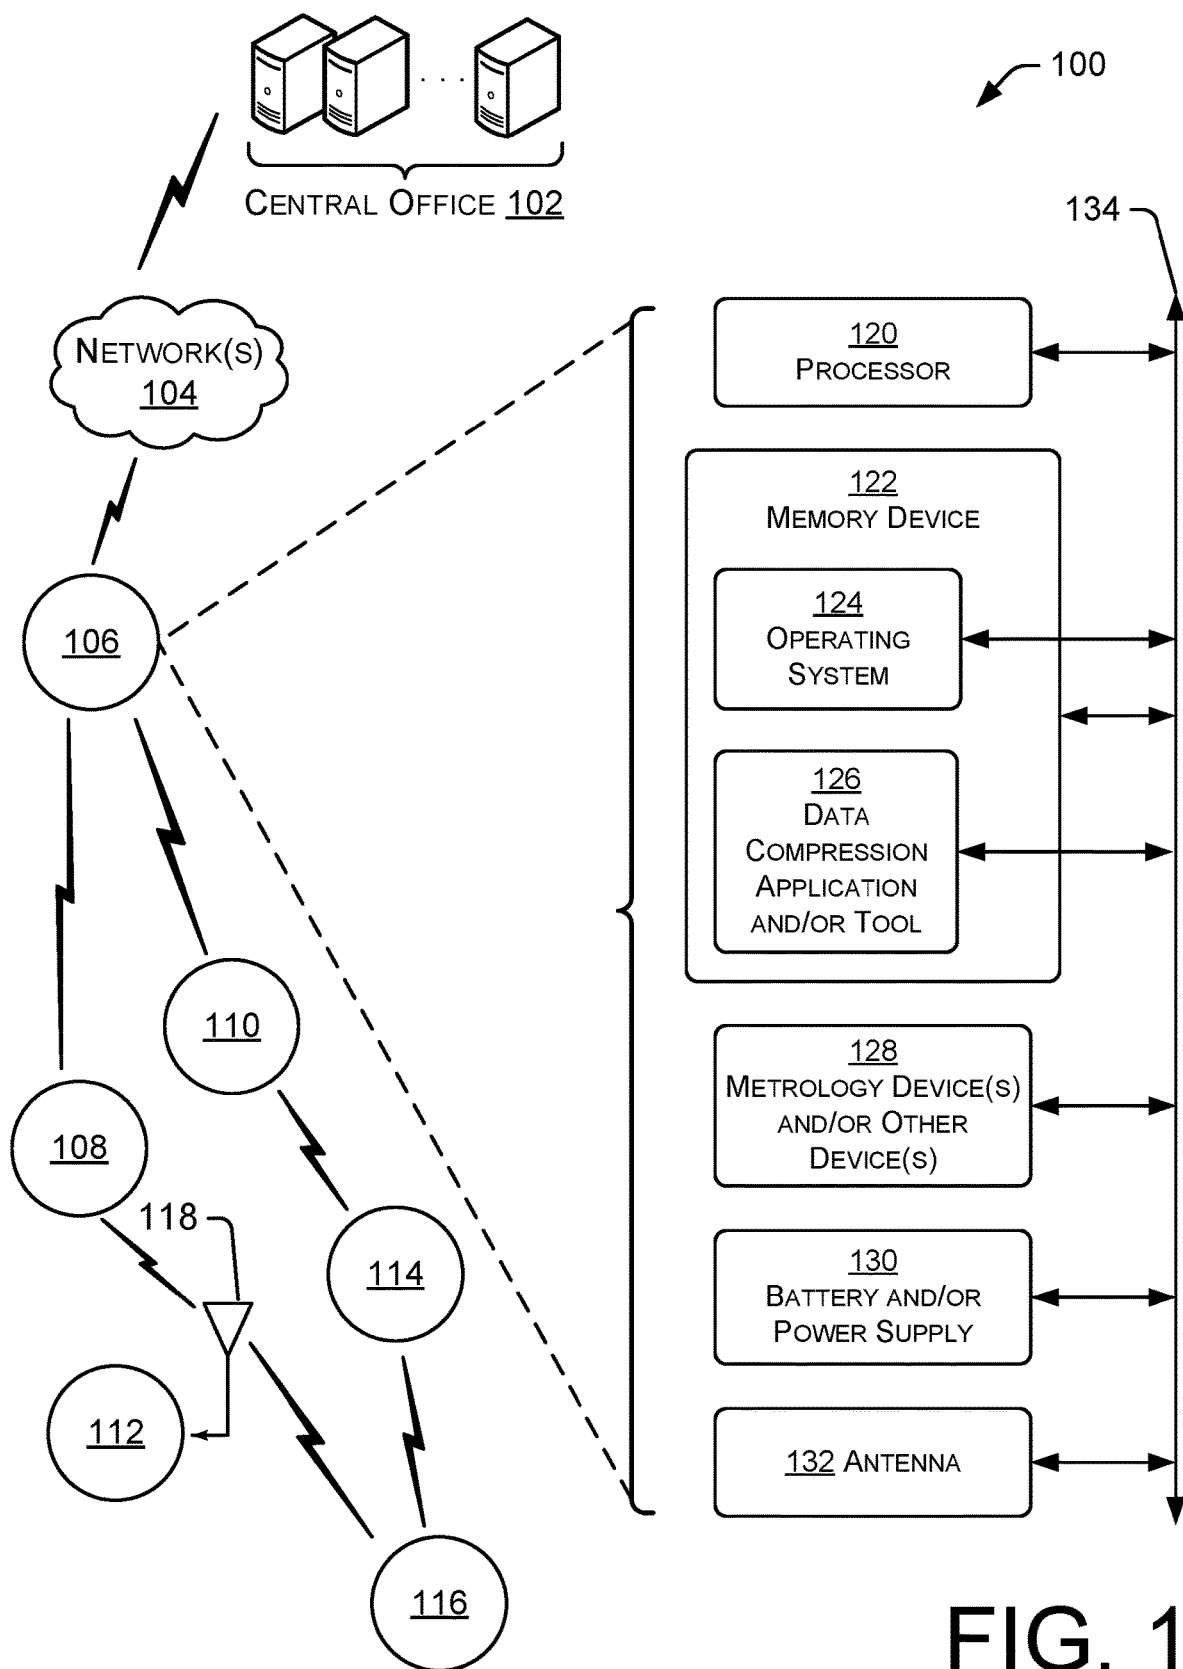 100
CENTRAL OFFICE 102
134
NETWORK(S)
104
120
PROCESSOR
122
MEMORY DEVICE
124
OPERATING
SYSTEM
106
126
DATA
COMPRESSION
APPLICATION
AND/OR TOOL
110
128
METROLOGY DEVICE(S)
AND/OR OTHER
DEVICE(S)
108
118
114
130
BATTERY AND/OR
POWER SUPPLY
112
132 ANTENNA
116
FIG. 1